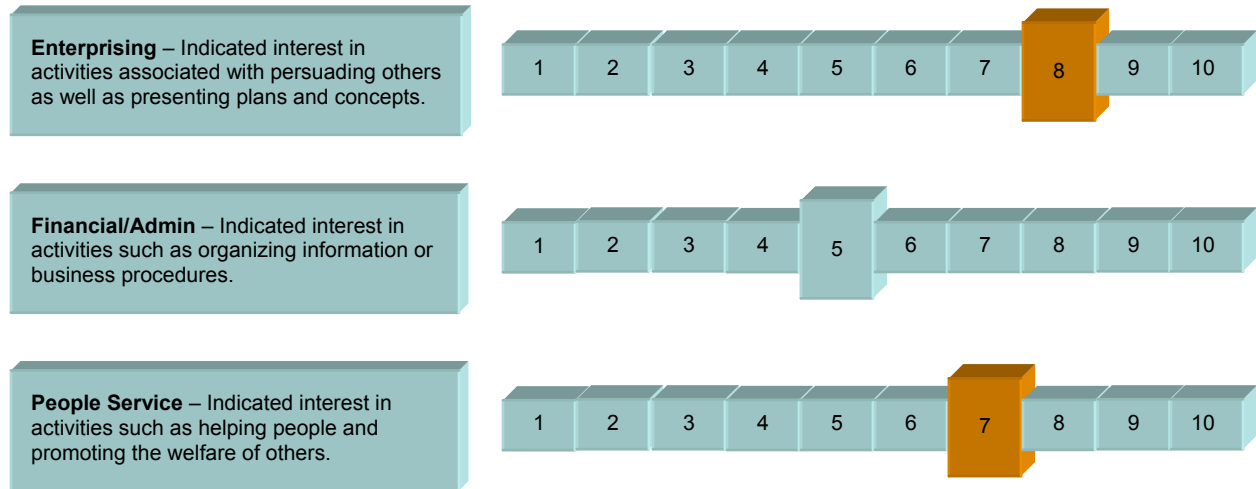 Enterprising – Indicated interest in
activities associated with persuading others
as well as presenting plans and concepts.
1 2 3 4 5 6 7 8 9 10
Financial/Admin – Indicated interest in
activities such as organizing information or
business procedures.
1 2 3 4 5 6 7 8 9 10
People Service – Indicated interest in
activities such as helping people and
promoting the welfare of others.
1 2 3 4 5 6 7 8 9 10